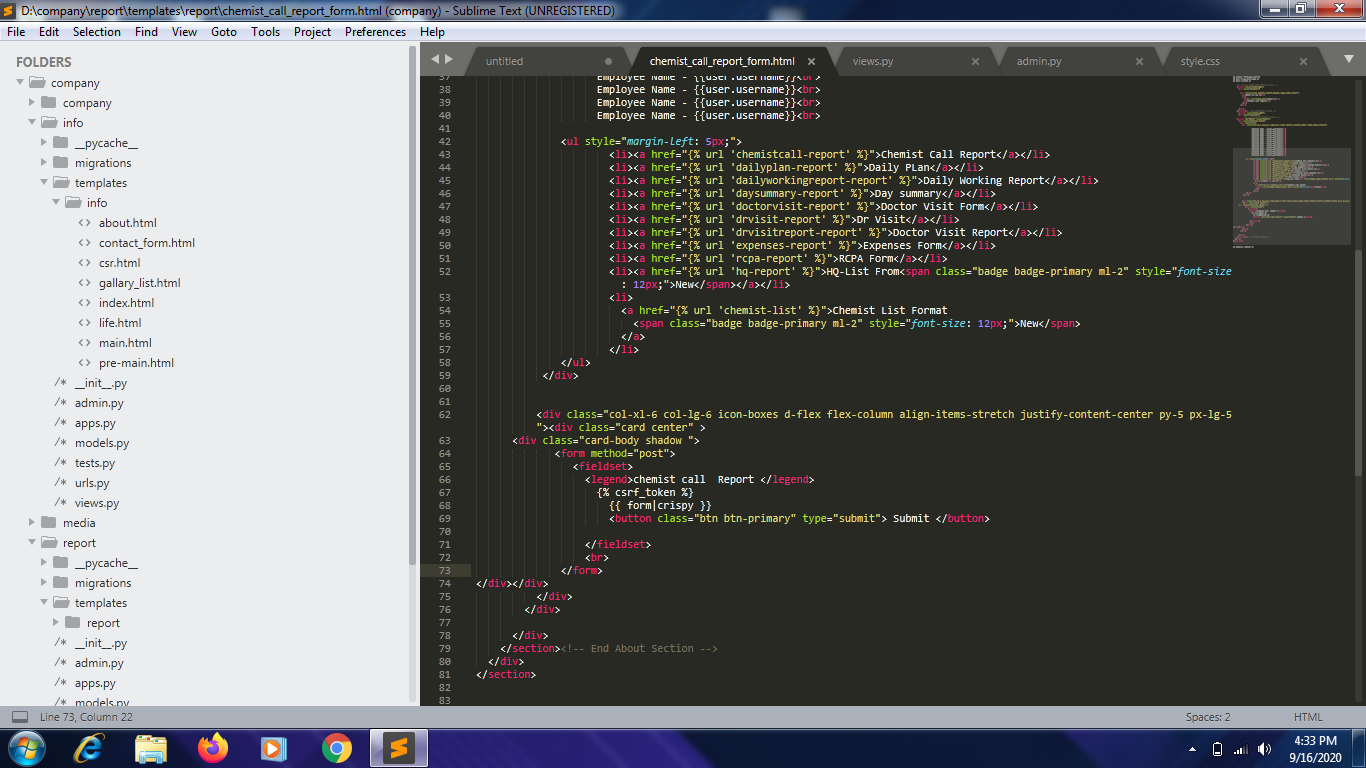 D:\company\report\templates\report\chemist_call_report_form.html (company) - Sublime Text (UNREGISTERED)
File Edit Selection Find View Goto Tools Project Preferences Help
FOLDERS
company
company
info
__pycache__
migrations
templates
info
<> about.html
<> contact_form.html
<> csr.html
<> gallary_list.html
<> index.html
<> life.html
<> main.html
<> pre-main.html
/* __init__.py
/* admin.py
/* apps.py
/* models.py
/* tests.py
/* urls.py
/* views.py
media
report
__pycache__
migrations
templates
report
/* __init__.py
/* admin.py
/* apps.py
/* models.py
untitled
chemist_call_report_form.html
views.py
admin.py
style.css
37 Employee Name - {{user.username}}<br>
38 Employee Name - {{user.username}}<br>
39 Employee Name - {{user.username}}<br>
40 Employee Name - {{user.username}}<br>
41
42 <ul style="margin-left: 5px;">
43 <li><a href="{% url 'chemistcall-report' %}">Chemist Call Report</a></li>
44 <li><a href="{% url 'dailyplan-report' %}">Daily PLan</a></li>
45 <li><a href="{% url 'dailyworkingreport-report' %}">Daily Working Report</a></li>
46 <li><a href="{% url 'daysummary-report' %}">Day summary</a></li>
47 <li><a href="{% url 'doctorvisit-report' %}">Doctor Visit Form</a></li>
48 <li><a href="{% url 'drvisit-report' %}">Dr Visit</a></li>
49 <li><a href="{% url 'drvisitreport-report' %}">Doctor Visit Report</a></li>
50 <li><a href="{% url 'expenses-report' %}">Expenses Form</a></li>
51 <li><a href="{% url 'rcpa-report' %}">RCPA Form</a></li>
52 <li><a href="{% url 'hq-report' %}">HQ-List From<span class="badge badge-primary ml-2" style="font-size
: 12px;">New</span></a></li>
53 <li>
54 <a href="{% url 'chemist-list' %}">Chemist List Format
55 <span class="badge badge-primary ml-2" style="font-size: 12px;">New</span>
56 </a>
57 </li>
58 </ul>
59 </div>
60
61
62 <div class="col-xl-6 col-lg-6 icon-boxes d-flex flex-column align-items-stretch justify-content-center py-5 px-lg-5
"><div class="card center" >
63 <div class="card-body shadow ">
64 <form method="post">
65 <fieldset>
66 <legend>chemist call  Report </legend>
67 {% csrf_token %}
68 {{ form|crispy }}
69 <button class="btn btn-primary" type="submit"> Submit </button>
70
71 </fieldset>
72 <br>
73 </form>
74 </div></div>
75 </div>
76 </div>
77
78 </div>
79 </section><!-- End About Section -->
80 </div>
81 </section>
82
83
Line 73, Column 22
Spaces: 2
HTML
4:33 PM
9/16/2020